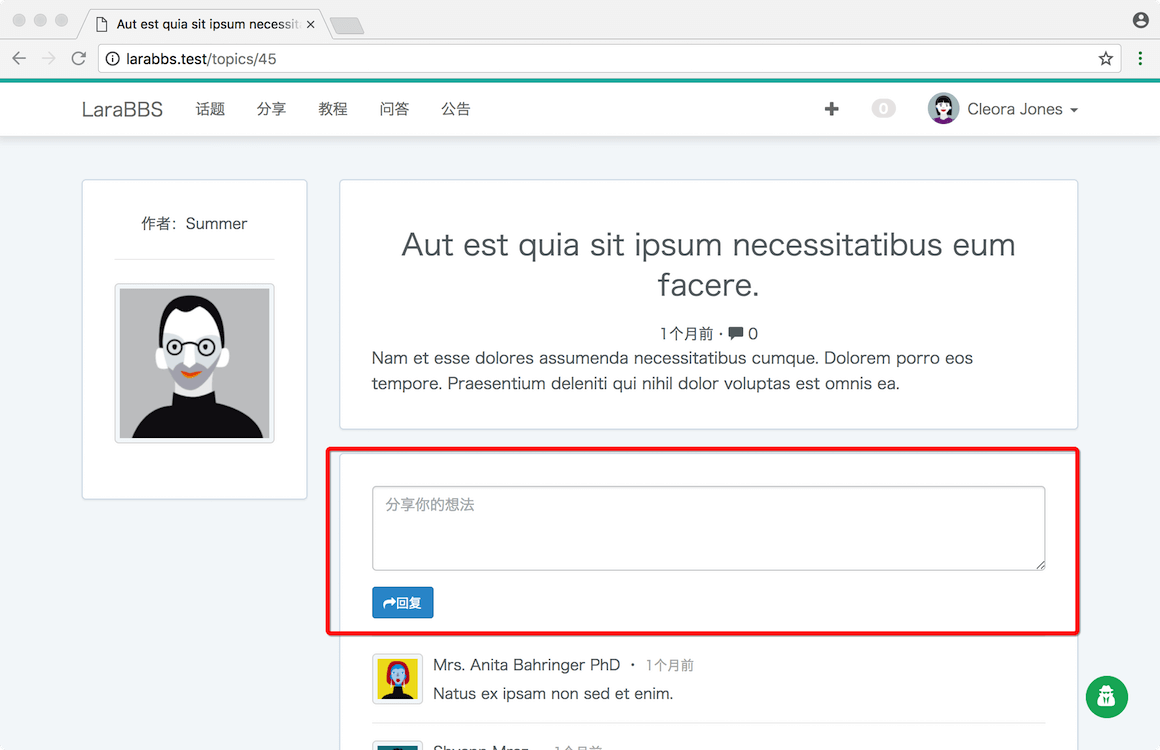 Aut est quia sit ipsum necessit
larabbs.test/topics/45
LaraBBS 话题 分享 教程 问答 公告 0 Cleora Jones
作者：Summer
Aut est quia sit ipsum necessitatibus eum
facere.
1个月前 · 0
Nam et esse dolores assumenda necessitatibus cumque. Dolorem porro eos
tempore. Praesentium deleniti qui nihil dolor voluptas est omnis ea.
分享你的想法
回复
Mrs. Anita Bahringer PhD · 1个月前
Natus ex ipsam non sed et enim.
1个月前